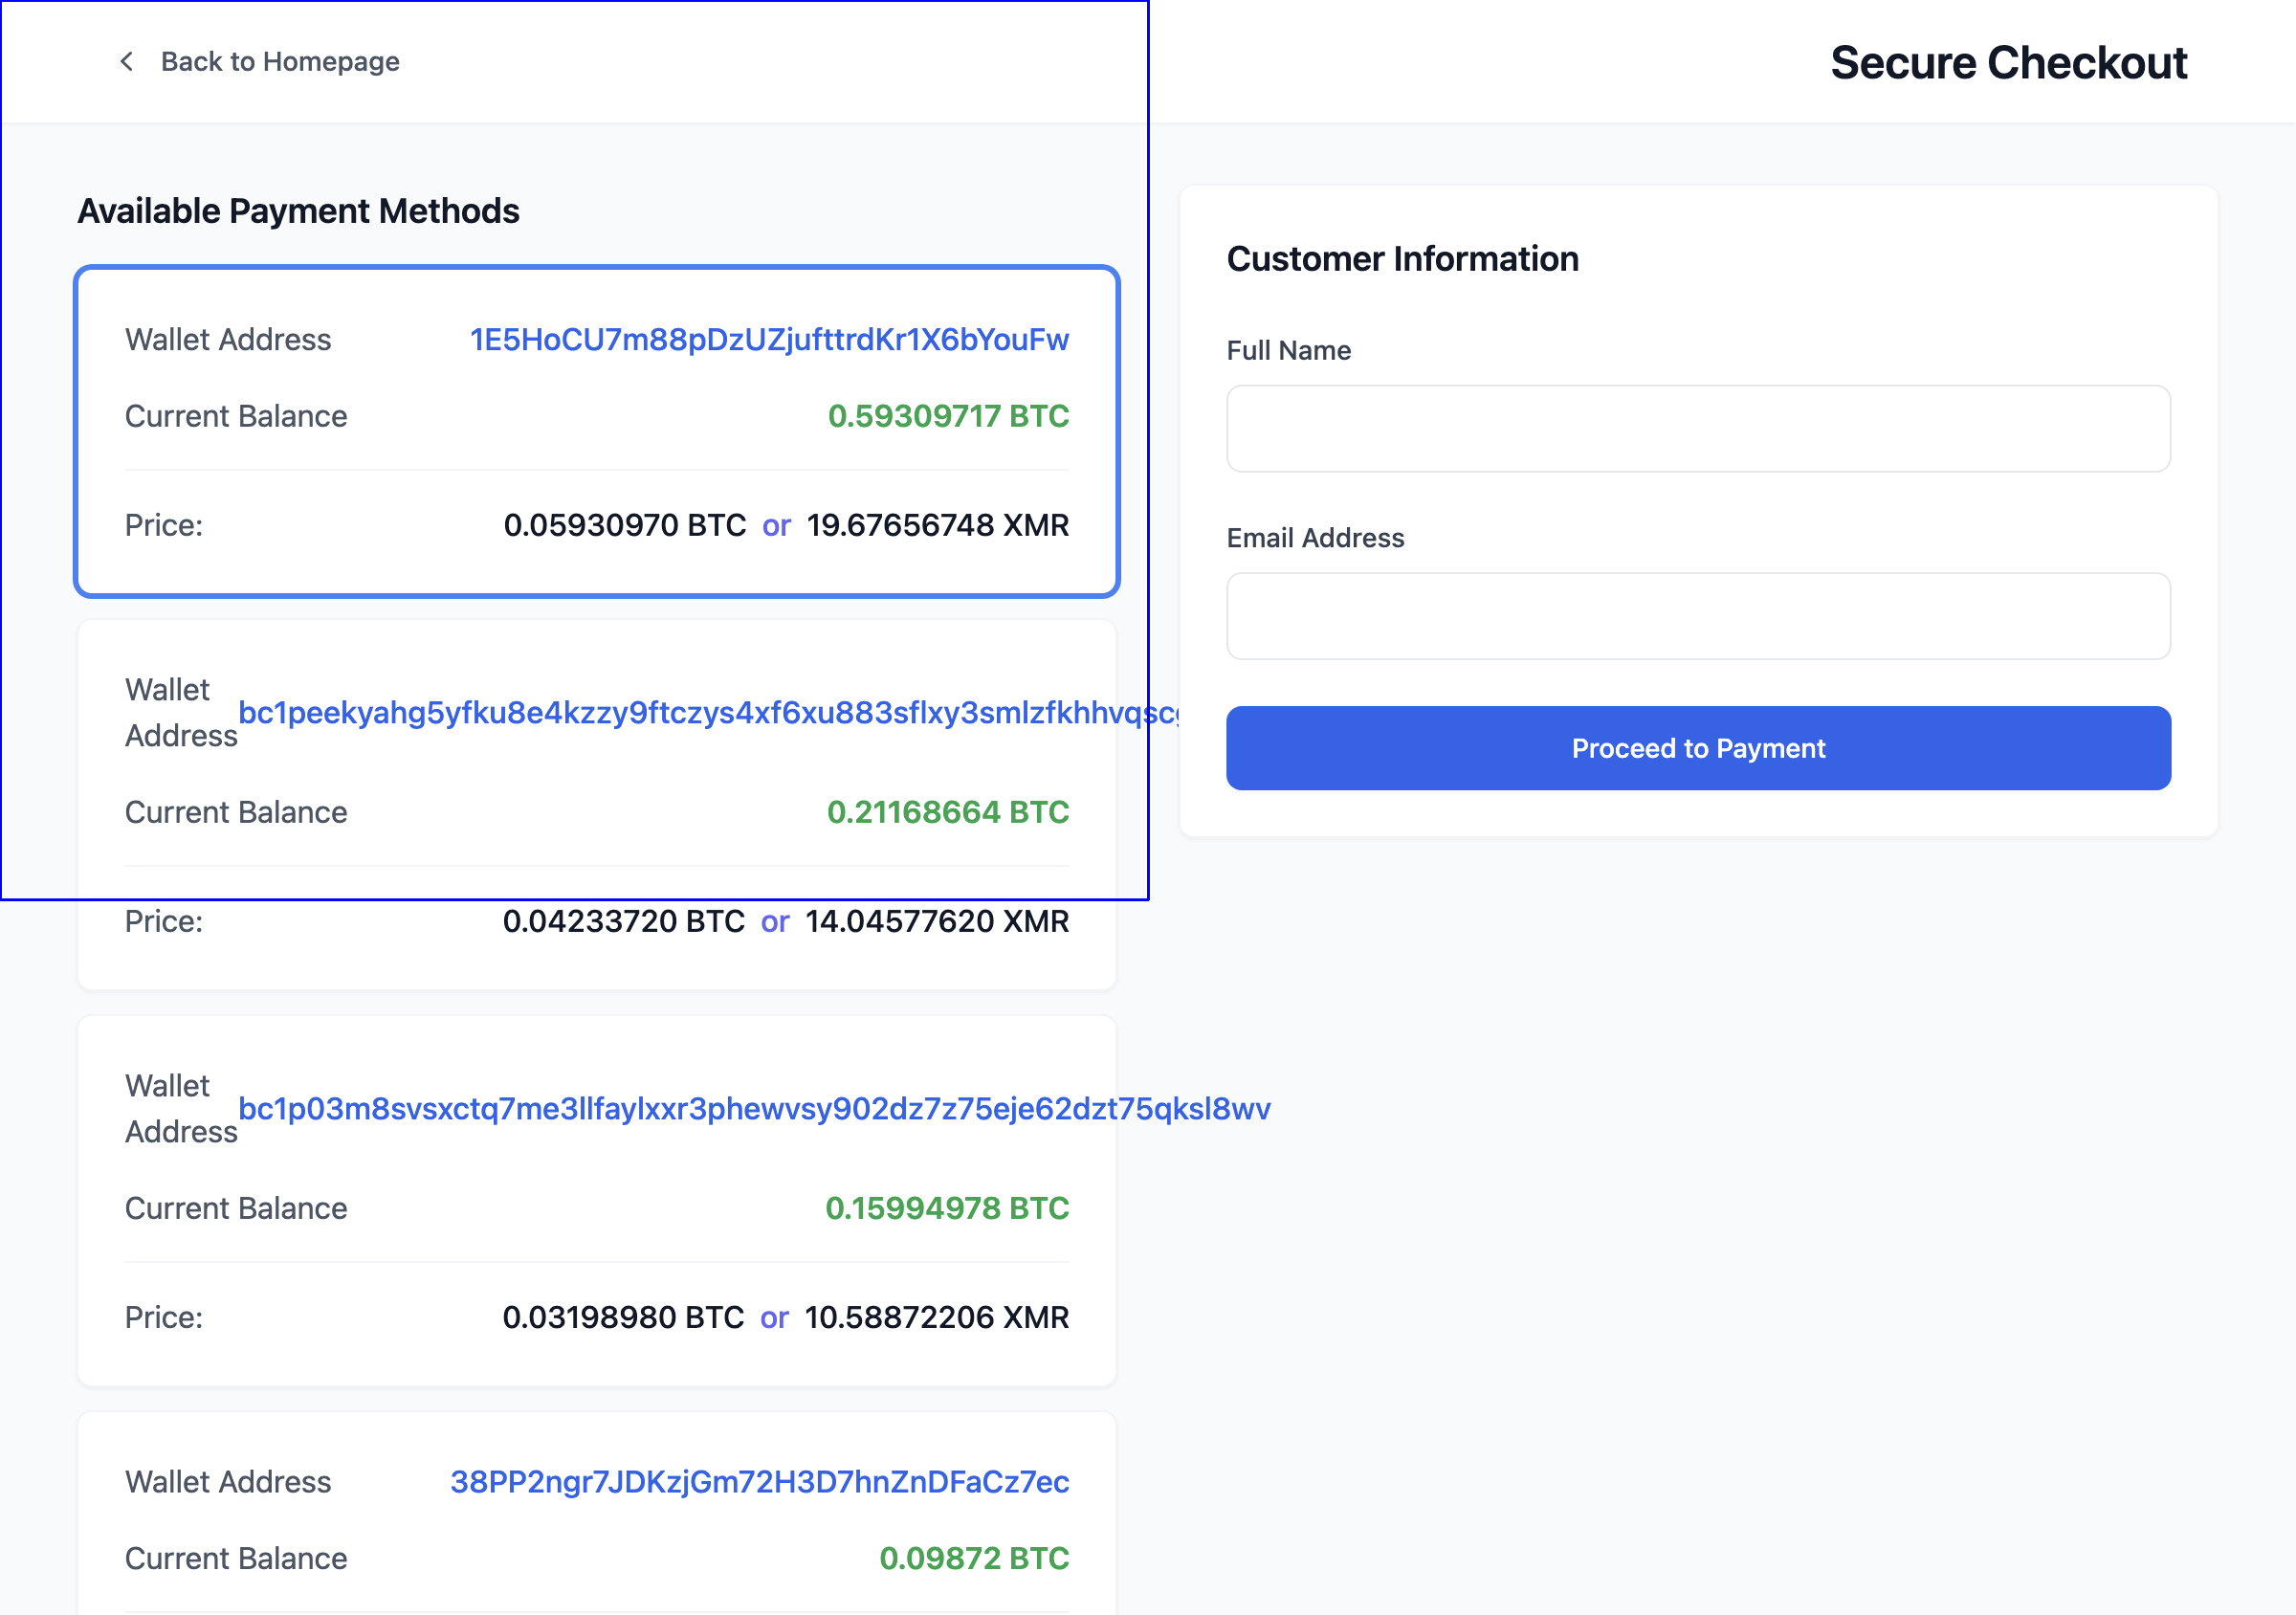 Back to Homepage
Secure Checkout
Available Payment Methods
Wallet Address 1E5HoCU7m88pDzUZjufttrdKr1X6bYouFw
Current Balance 0.59309717 BTC
Price: 0.05930970 BTC or 19.67656748 XMR
Wallet Address bc1peekyahg5yfku8e4kzzy9ftczys4xf6xu883sflxy3smlzfkhhvqsc
Current Balance 0.21168664 BTC
Price: 0.04233720 BTC or 14.04577620 XMR
Wallet Address bc1p03m8svsxctq7me3llfaylxxr3phewvsy902dz7z75eje62dzt75qksl8wv
Current Balance 0.15994978 BTC
Price: 0.03198980 BTC or 10.58872206 XMR
Wallet Address 38PP2ngr7JDKzjGm72H3D7hnZnDFaCz7ec
Current Balance 0.09872 BTC
Customer Information
Full Name
Email Address
Proceed to Payment